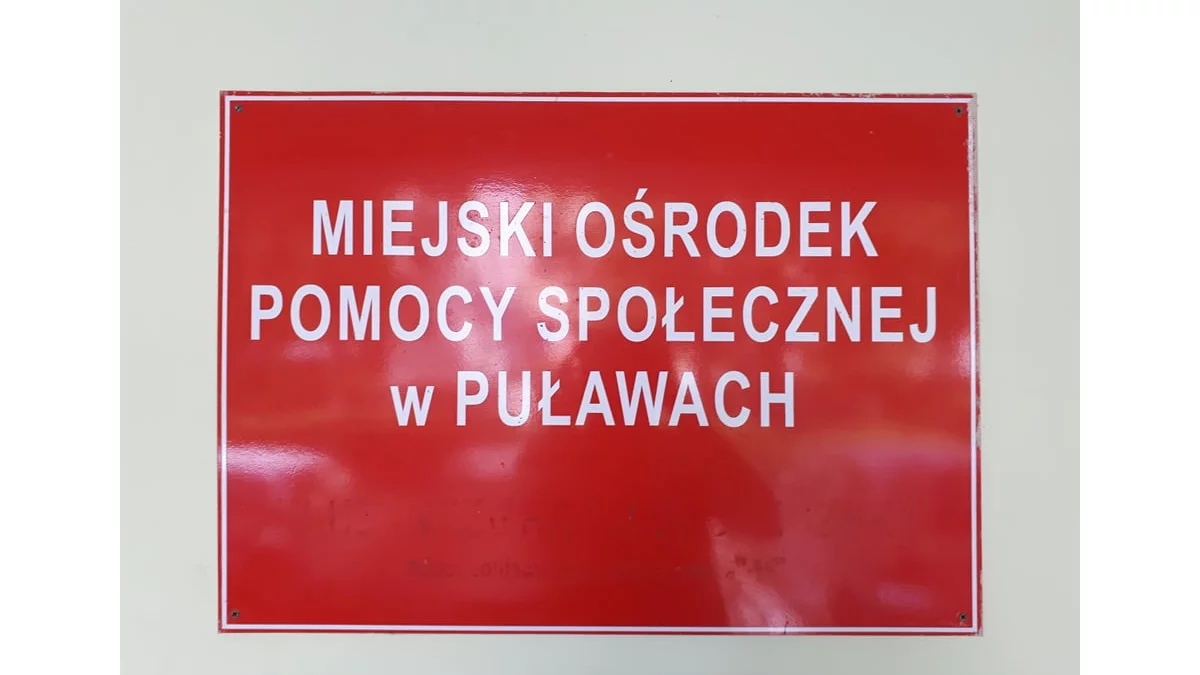 MIEJSKI OŚRODEK
POMOCY SPOŁECZNEJ
w PUŁAWACH